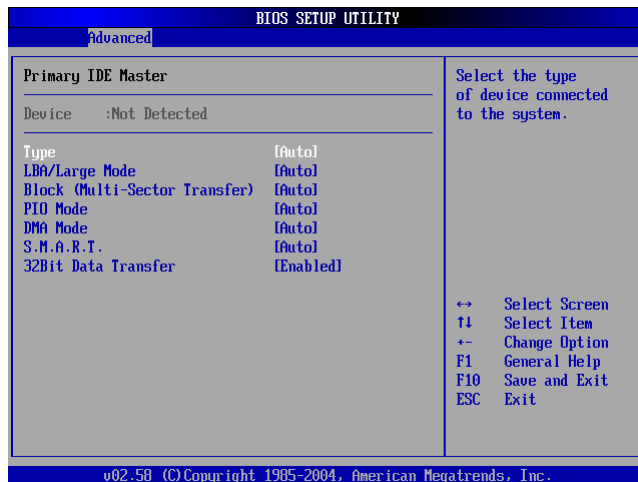 BIOS SETUP UTILITY
Advanced
Primary IDE Master
Device :Not Detected
Type [Auto]
LBA/Large Mode [Auto]
Block (Multi-Sector Transfer) [Auto]
PIO Mode [Auto]
DMA Mode [Auto]
S.M.A.R.T. [Auto]
32Bit Data Transfer [Enabled]
Select the type
of device connected
to the system.
↔ Select Screen
↑↓ Select Item
+- Change Option
F1 General Help
F10 Save and Exit
ESC Exit
v02.58 (C)Copyright 1985-2004, American Megatrends, Inc.